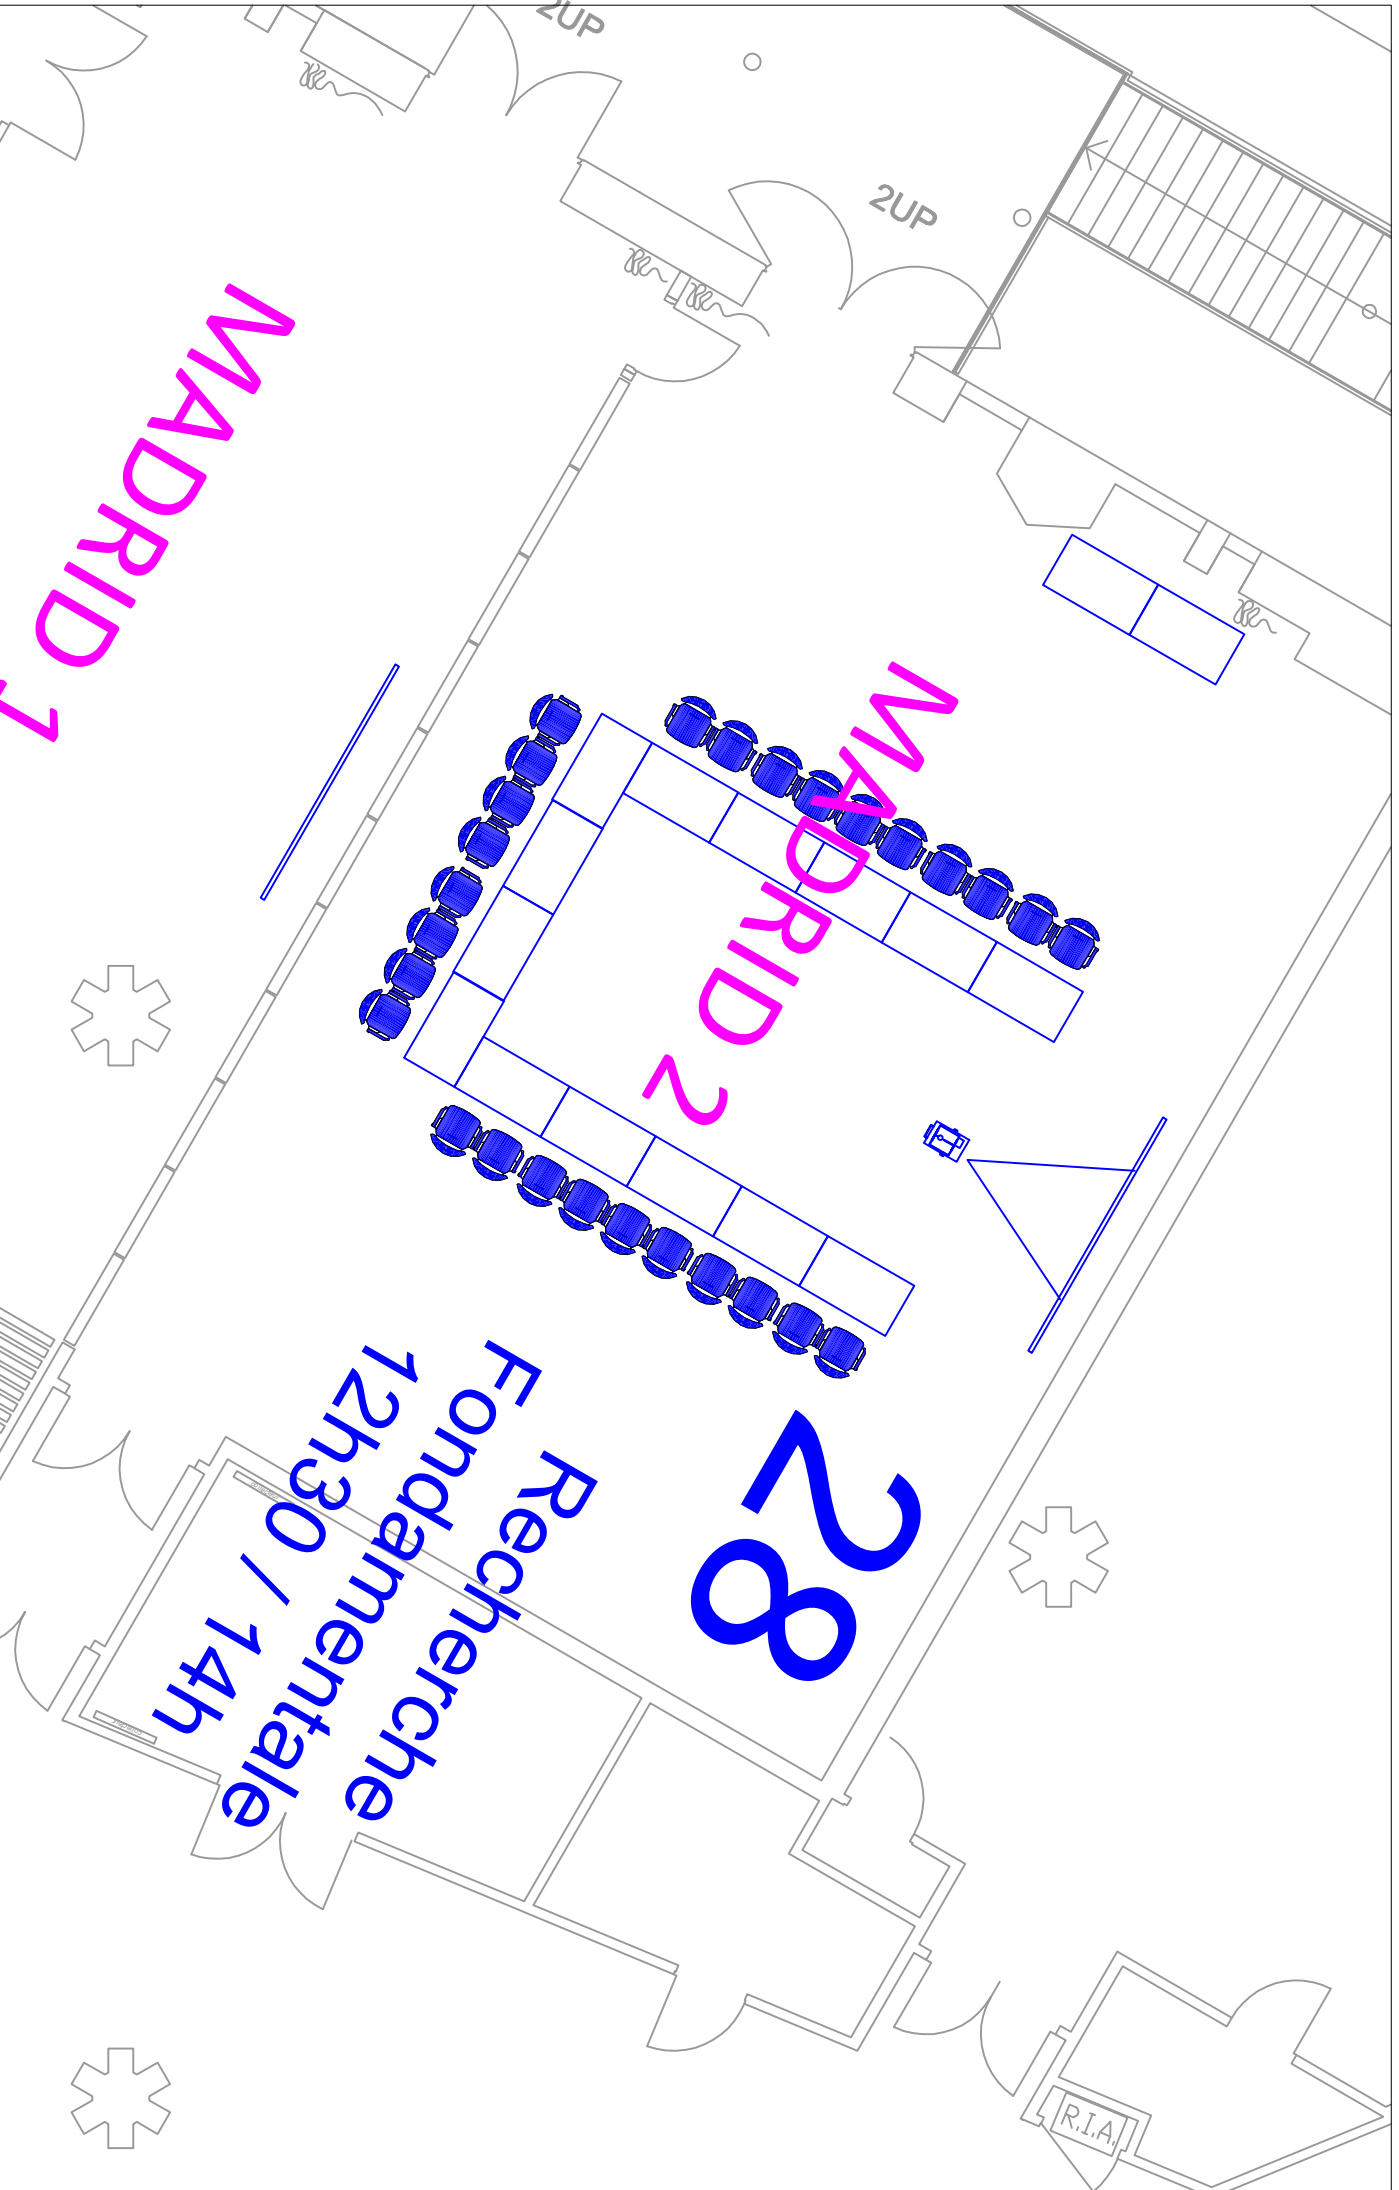 2UP
2UP
MADRID 1
MADRID 2
28
Recherche
Fondamentale
12h30 // 14h
R.I.A.